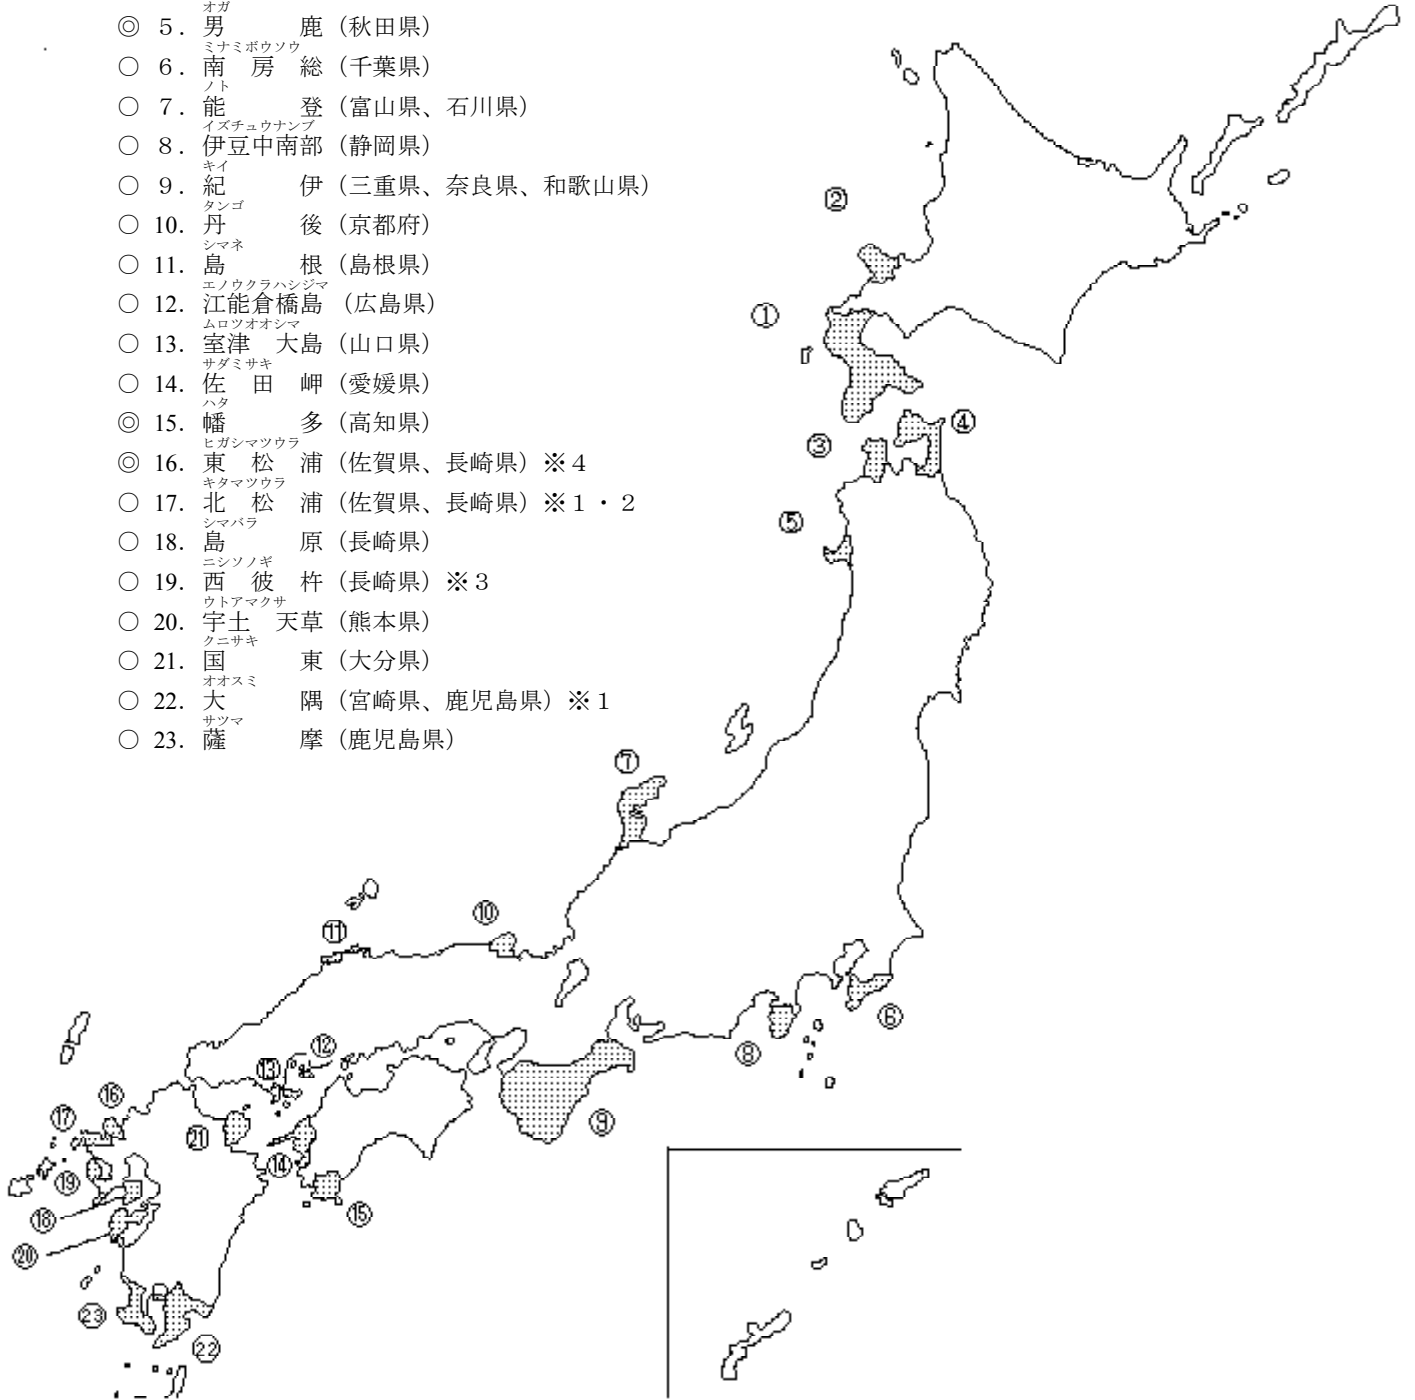 オガ
◎ 5．男鹿（秋田県）
ミナミボウソウ
○ 6．南房総（千葉県）
ノト
○ 7．能登（富山県、石川県）
イズチュウナンブ
○ 8．伊豆中南部（静岡県）
キイ
○ 9．紀伊（三重県、奈良県、和歌山県）
タンゴ
○ 10．丹後（京都府）
シマネ
○ 11．島根（島根県）
エノウクラハシジマ
○ 12．江能倉橋島（広島県）
ムロツオオシマ
○ 13．室津 大島（山口県）
サダミサキ
○ 14．佐田岬（愛媛県）
ハタ
◎ 15．幡多（高知県）
ヒガシマツウラ
◎ 16．東松浦（佐賀県、長崎県）※４
キタマツウラ
○ 17．北松浦（佐賀県、長崎県）※１・２
シマバラ
○ 18．島原（長崎県）
ニシソノギ
○ 19．西彼杵（長崎県）※３
ウトアマクサ
○ 20．宇土 天草（熊本県）
クニサキ
○ 21．国東（大分県）
オオスミ
○ 22．大隅（宮崎県、鹿児島県）※１
サツマ
○ 23．薩摩（鹿児島県）
②
①
④
③
⑤
⑦
⑩
⑪
⑥
⑫
⑧
⑬
⑯
⑰
⑨
㉑
⑭
⑲
⑮
⑱
⑳
㉓
㉒